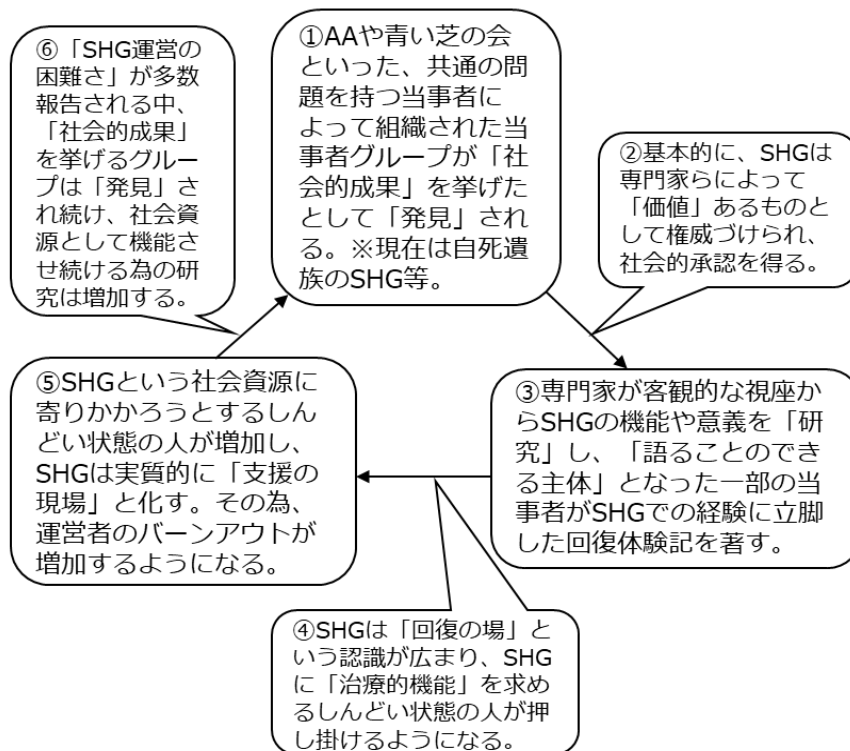 ①AAや青い芝の会
といった、共通の問
題を持つ当事者に
よって組織された当
事者グループが「社
会的成果」を挙げた
として「発見」され
る。※現在は自死遺
族のSHG等。
②基本的に、SHGは
専門家らによって
「価値」あるものと
して権威づけられ、
社会的承認を得る。
③専門家が客観的な視座か
らSHGの機能や意義を「研
究」し、「語ることのでき
る主体」となった一部の当
事者がSHGでの経験に立脚
した回復体験記を著す。
④SHGは「回復の場」と
いう認識が広まり、SHG
に「治療的機能」を求め
るしんどい状態の人が押
し掛けるようになる。
⑤SHGという社会資源に
寄りかかろうとするしん
どい状態の人が増加し、
SHGは実質的に「支援の
現場」と化す。その為、
運営者のバーンアウトが
増加するようになる。
⑥「SHG運営の
困難さ」が多数
報告される中、
「社会的成果」
を挙げるグルー
プは「発見」さ
れ続け、社会資
源として機能さ
せ続ける為の研
究は増加する。